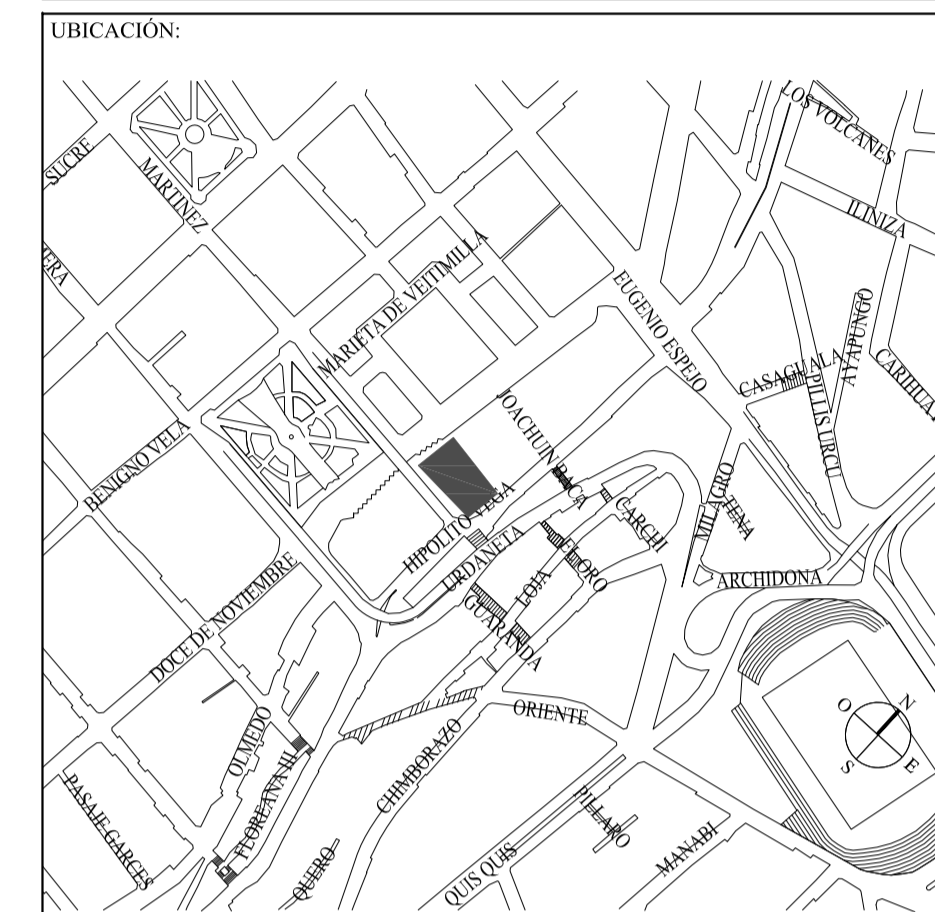 UBICACIÓN:
LOS VOLCANES
SUCRE
MARTINEZ
ILINIZA
MERA
MARIETA DE VEITIMILLA
EUGENIO ESPEJO
AYAPUNGO
CASAGUALA
PILLIS URCU
CARIHUA
JOACHUIN BACA
BENIGNO VELA
HIPOLITO VEGA
CARCHI
MILAGRO
TENA
URDANETA
EL ORO
ARCHIDONA
LOJA
GUARANDA
DOCE DE NOVIEMBRE
ORIENTE
N
O
S
E
OLMEDO
FLOREANA III
CHIMBORAZO
PASAJE GARCES
PILLARO
MANABI
QUERO
QUIS QUIS